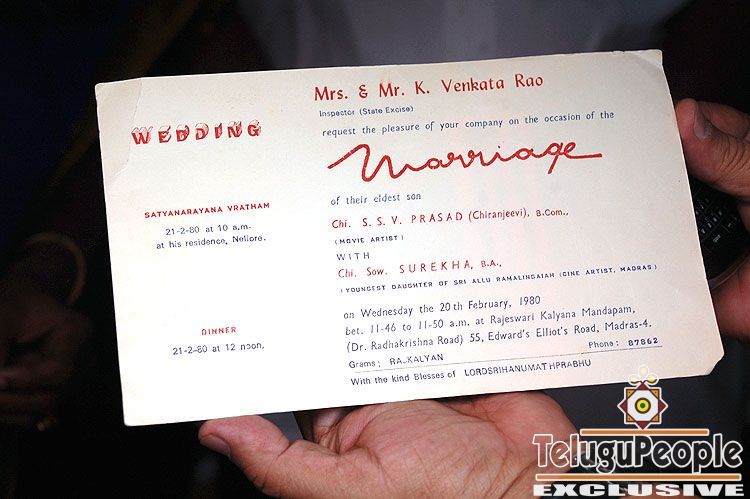 Mrs. & Mr. K. Venkata Rao
Inspector (State Excise)
request the pleasure of your company on the occasion of the
Marriage
of their eldest son
Chi. S. S. V. PRASAD (Chiranjeevi), B.Com.,
(MOVIE ARTIST)
WITH
Chi. Sow. SUREKHA, B.A.,
(YOUNGEST DAUGHTER OF SRI ALLU RAMALINGAIAH (CINE ARTIST, MADRAS)
on Wednesday the 20th February, 1980
bet. 11-46 to 11-50 a.m. at Rajeswari Kalyana Mandapam,
(Dr. Radhakrishna Road) 55, Edward's Elliot's Road, Madras-4.
Grams: RAJKALYAN Phone: 87862
With the kind Blesses of LORDSRIHANUMATHPRABHU
WEDDING
SATYANARAYANA VRATHAM
21-2-80 at 10 a.m.
at his residence, Nellore.
DINNER
21-2-80 at 12 noon.
TeluguPeople
EXCLUSIVE